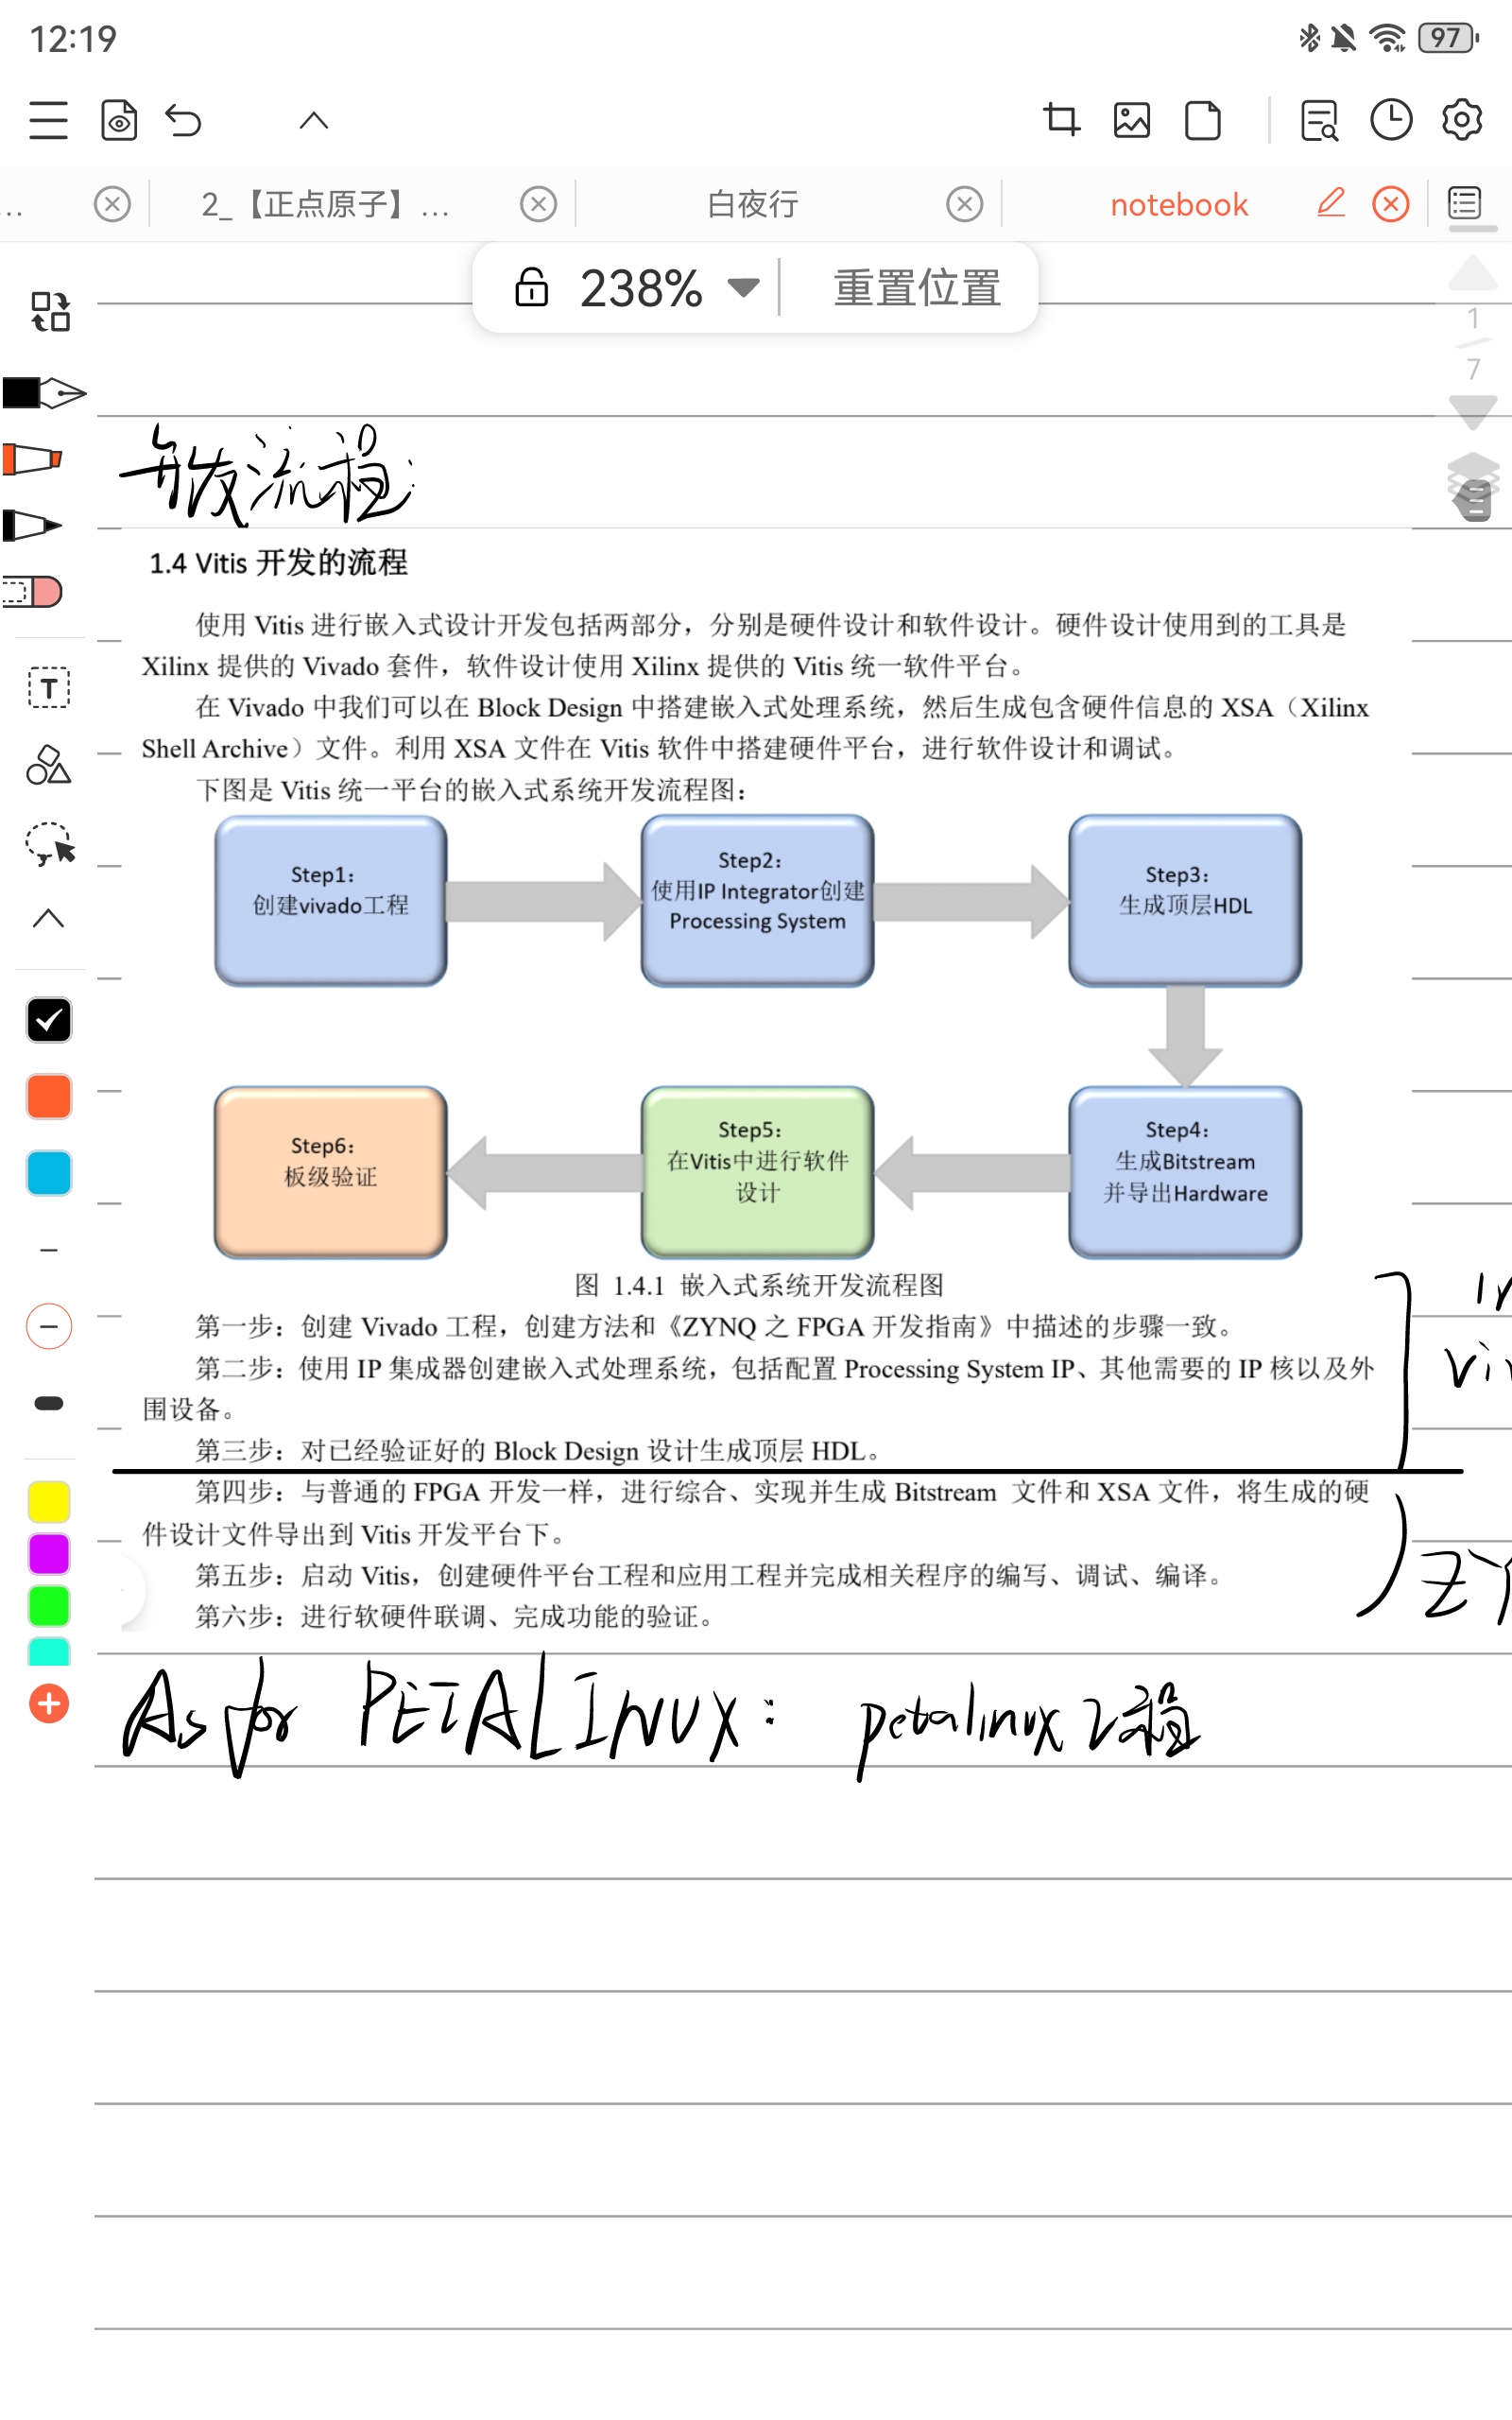 12:19
97
2_【正点原子】...
白夜行
notebook
238%
重置位置
1
7
开发流程:
1.4 Vitis 开发的流程
使用 Vitis 进行嵌入式设计开发包括两部分，分别是硬件设计和软件设计。硬件设计使用到的工具是
Xilinx 提供的 Vivado 套件，软件设计使用 Xilinx 提供的 Vitis 统一软件平台。
在 Vivado 中我们可以在 Block Design 中搭建嵌入式处理系统，然后生成包含硬件信息的 XSA（Xilinx
Shell Archive）文件。利用 XSA 文件在 Vitis 软件中搭建硬件平台，进行软件设计和调试。
下图是 Vitis 统一平台的嵌入式系统开发流程图：
Step1：
创建vivado工程
Step2：
使用IP Integrator创建
Processing System
Step3：
生成顶层HDL
Step6：
板级验证
Step5：
在Vitis中进行软件
设计
Step4：
生成Bitstream
并导出Hardware
图 1.4.1 嵌入式系统开发流程图
第一步：创建 Vivado 工程，创建方法和《ZYNQ 之 FPGA 开发指南》中描述的步骤一致。
第二步：使用 IP 集成器创建嵌入式处理系统，包括配置 Processing System IP、其他需要的 IP 核以及外
围设备。
第三步：对已经验证好的 Block Design 设计生成顶层 HDL。
第四步：与普通的 FPGA 开发一样，进行综合、实现并生成 Bitstream 文件和 XSA 文件，将生成的硬
件设计文件导出到 Vitis 开发平台下。
第五步：启动 Vitis，创建硬件平台工程和应用工程并完成相关程序的编写、调试、编译。
第六步：进行软硬件联调、完成功能的验证。
As for PETALINUX: petalinux 工程